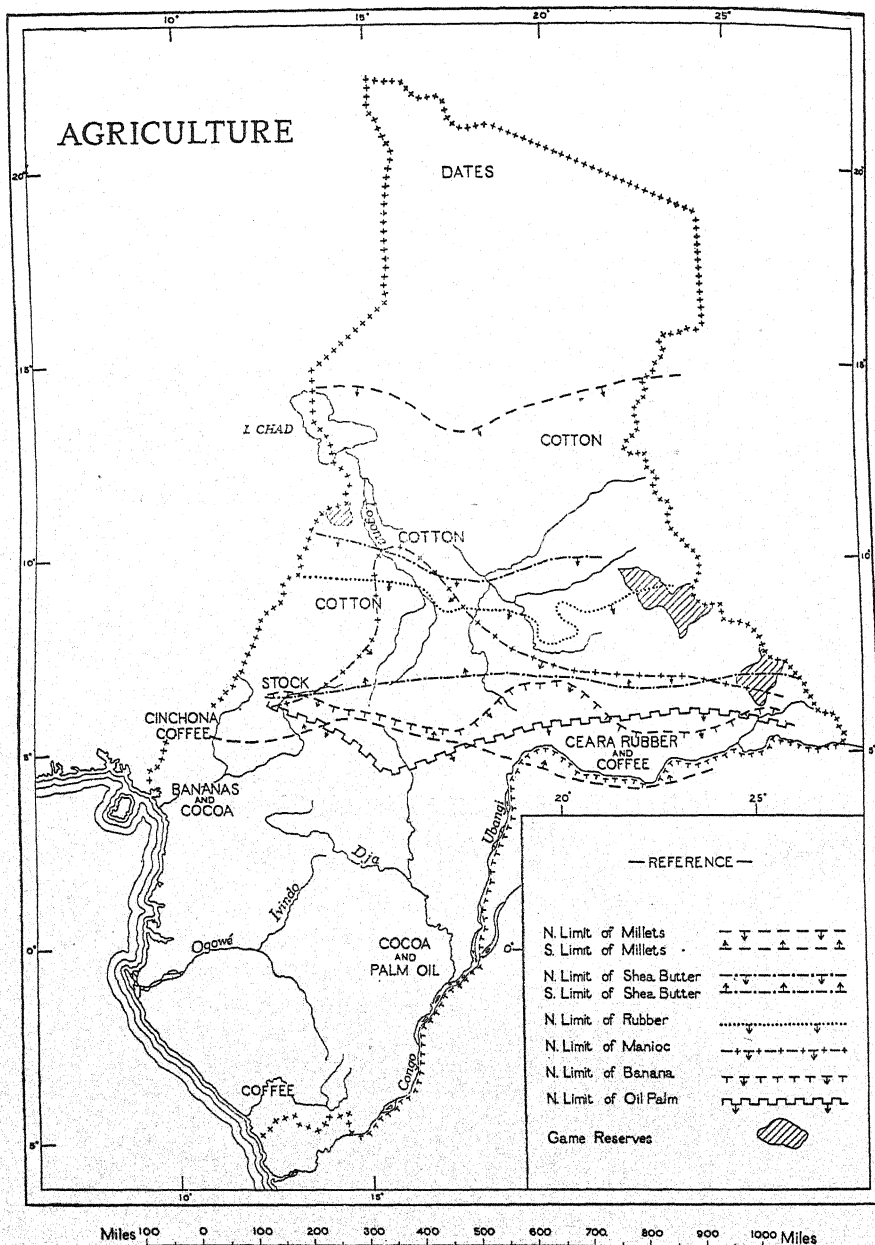 10° 15° 20° 25°
AGRICULTURE
DATES
20° 20°
15° 15°
L CHAD
COTTON
Logone
COTTON
10° 10°
COTTON
STOCK
CINCHONA
COFFEE
5° 5°
CEARA RUBBER
AND
COFFEE
BANANAS
AND
COCOA
20° 25°
Ubangi
Dja
Ivindo
Ogowé
COCOA
AND
PALM OIL
0° 0°
COFFEE
Congo
5°
10° 15°
— REFERENCE —
N. Limit of Millets
S. Limit of Millets
N. Limit of Shea Butter
S. Limit of Shea Butter
N. Limit of Rubber
N. Limit of Manioc
N. Limit of Banana
N. Limit of Oil Palm
Game Reserves
Miles 100 0 100 200 300 400 500 600 700 800 900 1000 Miles